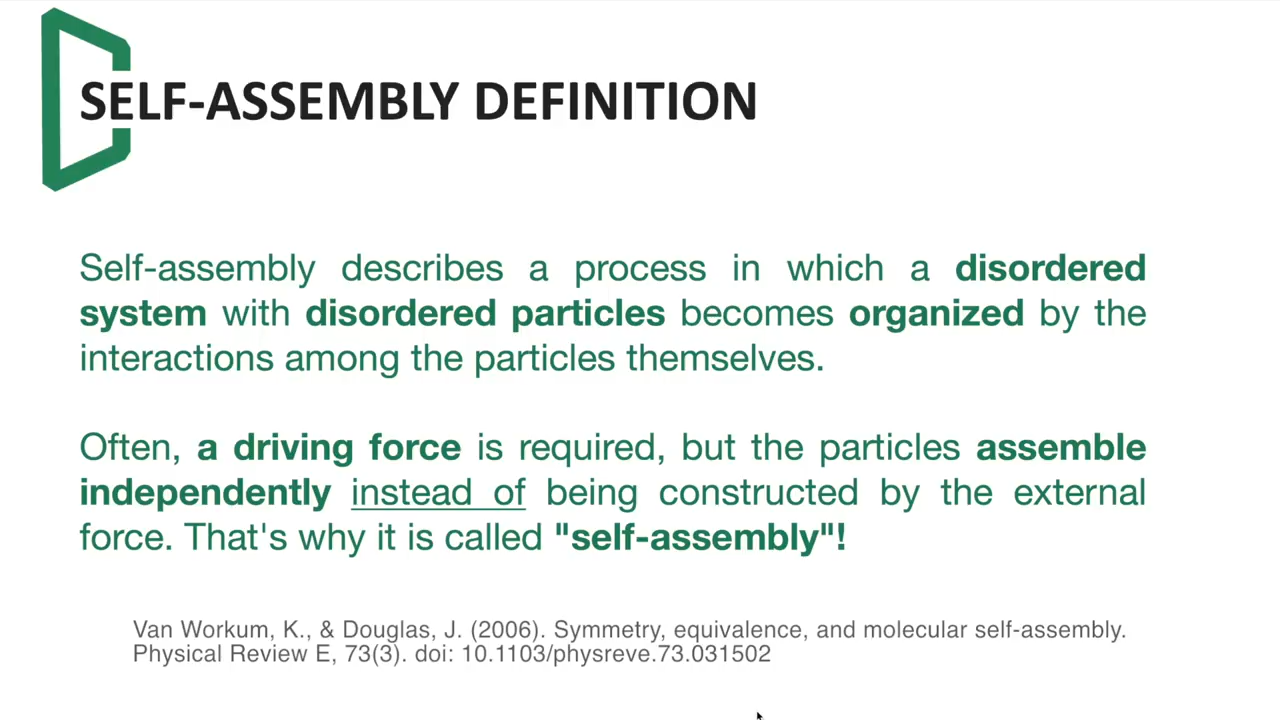 SELF-ASSEMBLY DEFINITION
Self-assembly describes a process in which a disordered
system with disordered particles becomes organized by the
interactions among the particles themselves.
Often, a driving force is required, but the particles assemble
independently instead of being constructed by the external
force. That's why it is called "self-assembly"!
Van Workum, K., & Douglas, J. (2006). Symmetry, equivalence, and molecular self-assembly.
Physical Review E, 73(3). doi: 10.1103/physreve.73.031502